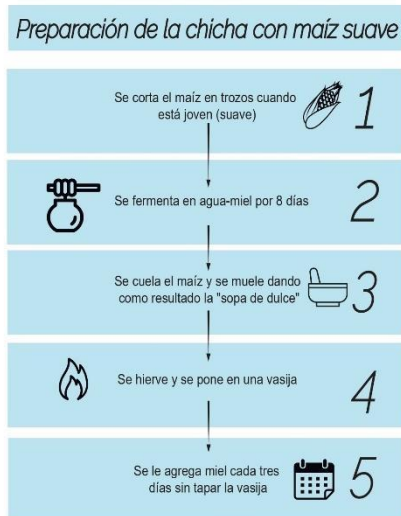 Preparación de la chicha con maíz suave
Se corta el maíz en trozos cuando
está joven (suave)
1
Se fermenta en agua-miel por 8 días
2
Se cuela el maíz y se muele dando
como resultado la "sopa de dulce"
3
Se hierve y se pone en una vasija
4
Se le agrega miel cada tres
días sin tapar la vasija
5